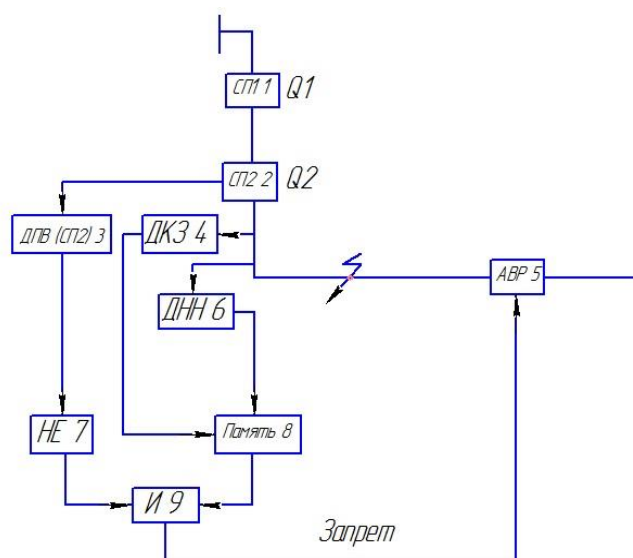 СП1 1 Q1
СП2 2 Q2
ДПВ (СП2) 3
ДКЗ 4
АВР 5
ДНН 6
НЕ 7
Память 8
И 9
Запрет